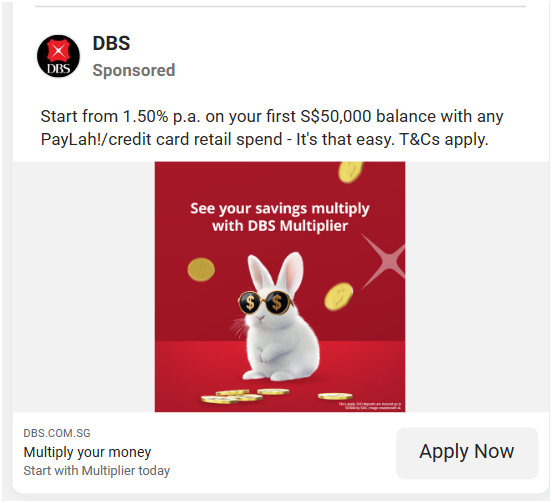 DBS
DBS
Sponsored
Start from 1.50% p.a. on your first S$50,000 balance with any
PayLah!/credit card retail spend - It's that easy. T&Cs apply.
See your savings multiply
with DBS Multiplier
$ $
DBS.COM.SG
Multiply your money
Start with Multiplier today
Apply Now